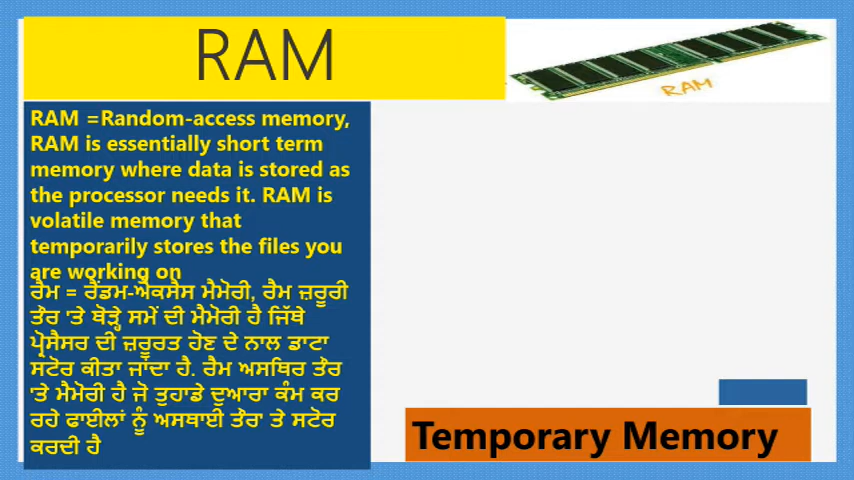 RAM
RAM
RAM =Random-access memory,
RAM is essentially short term
memory where data is stored as
the processor needs it. RAM is
volatile memory that
temporarily stores the files you
are working on
ਰੈਮ = ਰੈਂਡਮ-ਐਕਸੈਸ ਮੈਮੋਰੀ, ਰੈਮ ਜ਼ਰੂਰੀ
ਤੌਰ 'ਤੇ ਥੋੜ੍ਹੇ ਸਮੇਂ ਦੀ ਮੈਮੋਰੀ ਹੈ ਜਿੱਥੇ
ਪ੍ਰੋਸੈਸਰ ਦੀ ਜ਼ਰੂਰਤ ਹੋਣ ਦੇ ਨਾਲ ਡਾਟਾ
ਸਟੋਰ ਕੀਤਾ ਜਾਂਦਾ ਹੈ. ਰੈਮ ਅਸਥਿਰ ਤੌਰ
'ਤੇ ਮੈਮੋਰੀ ਹੈ ਜੋ ਤੁਹਾਡੇ ਦੁਆਰਾ ਕੰਮ ਕਰ
ਰਹੇ ਫਾਈਲਾਂ ਨੂੰ ਅਸਥਾਈ ਤੌਰ' ਤੇ ਸਟੋਰ
ਕਰਦੀ ਹੈ
Temporary Memory